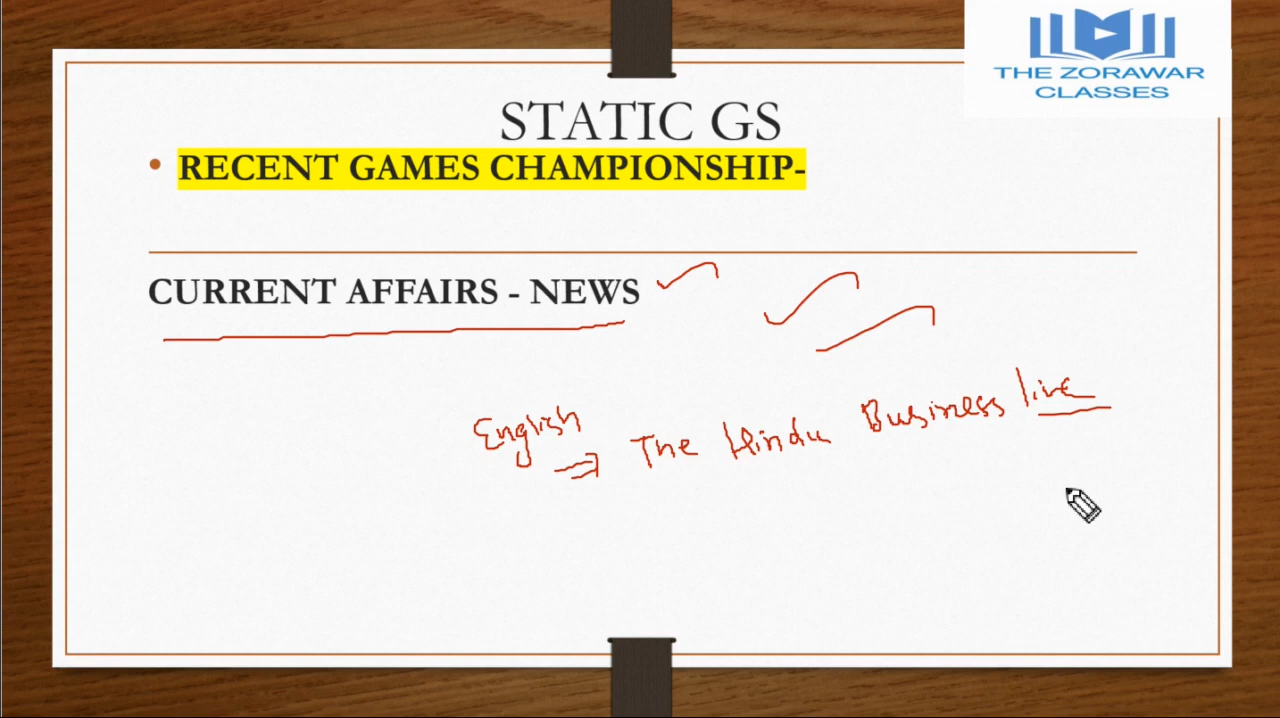 THE ZORAWAR
CLASSES
STATIC GS
• RECENT GAMES CHAMPIONSHIP-
CURRENT AFFAIRS - NEWS
English
⇒ The Hindu Business line